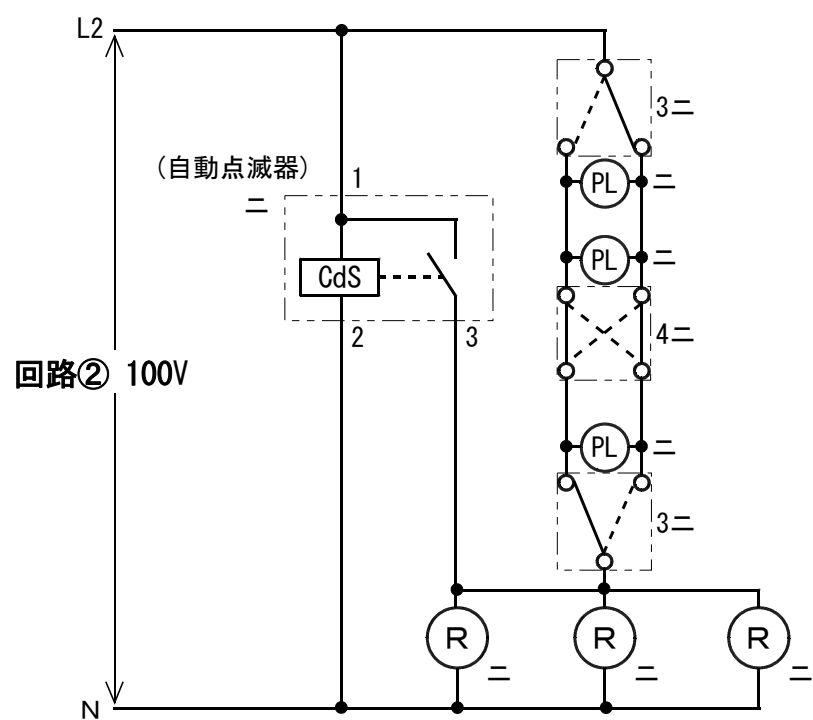 L2
3ニ
(自動点滅器)
1
PL ニ
ニ
PL ニ
CdS
4ニ
2
3
回路② 100V
PL ニ
3ニ
R ニ
R ニ
R ニ
N